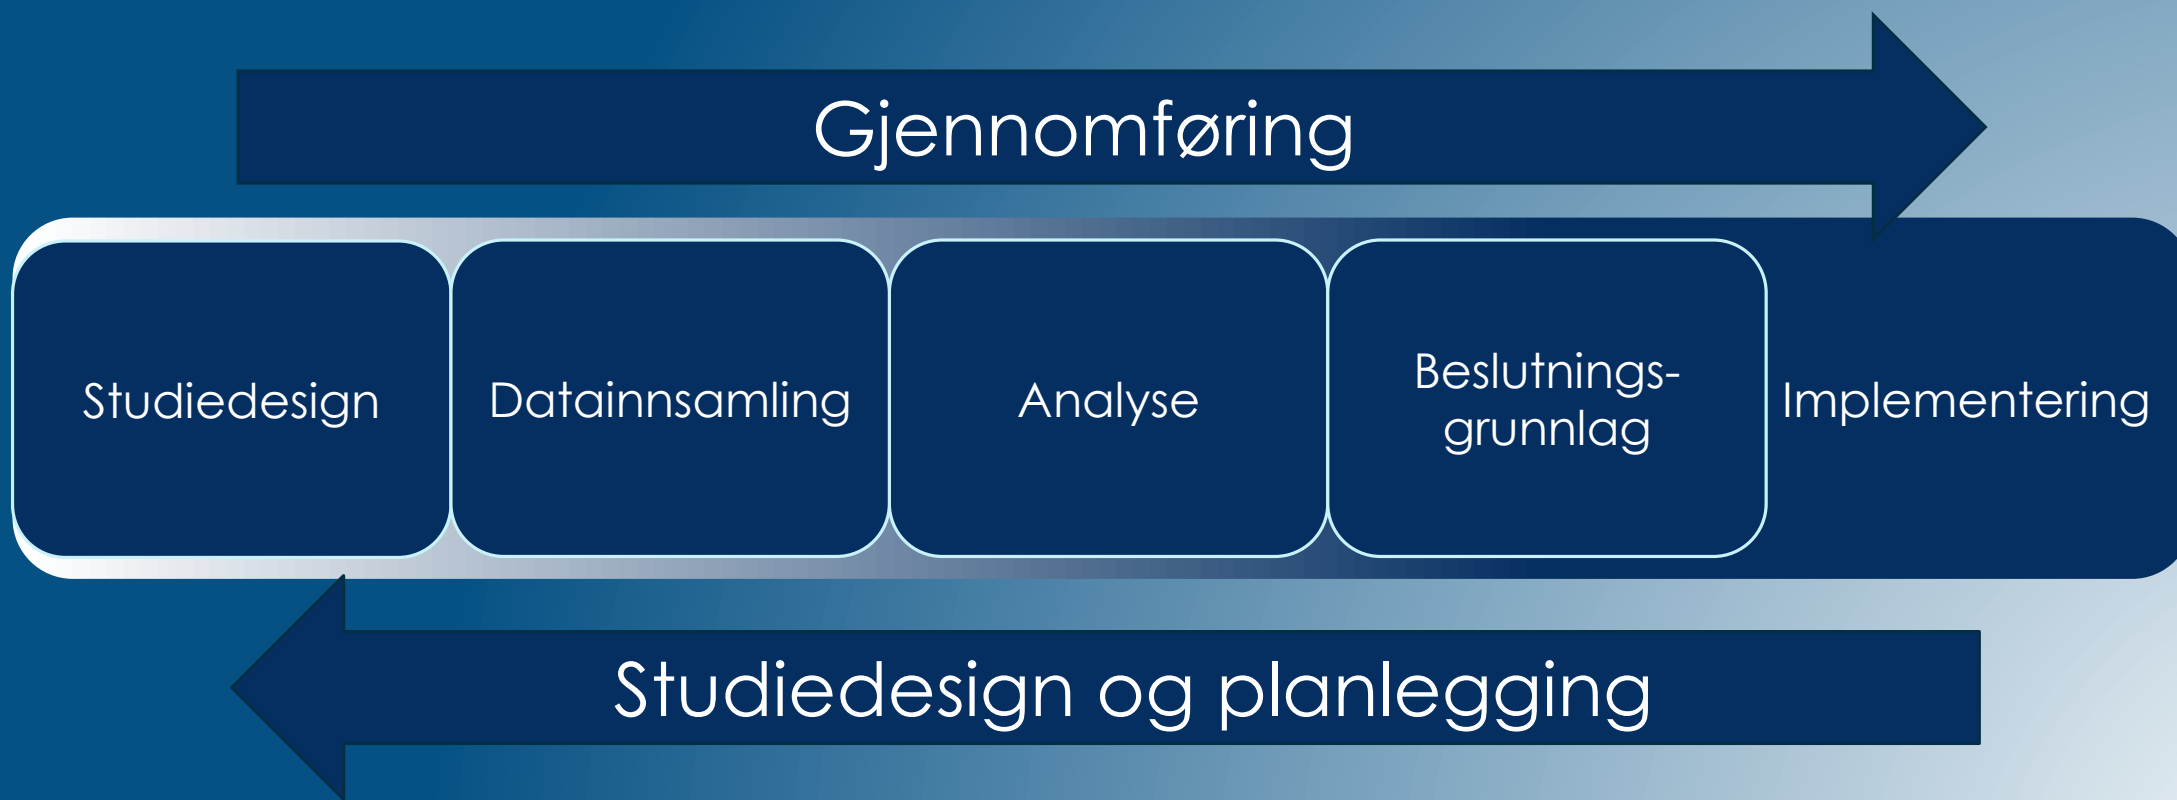 Gjennomføring
Studiedesign
Datainnsamling
Analyse
Beslutnings-
grunnlag
Implementering
Studiedesign og planlegging